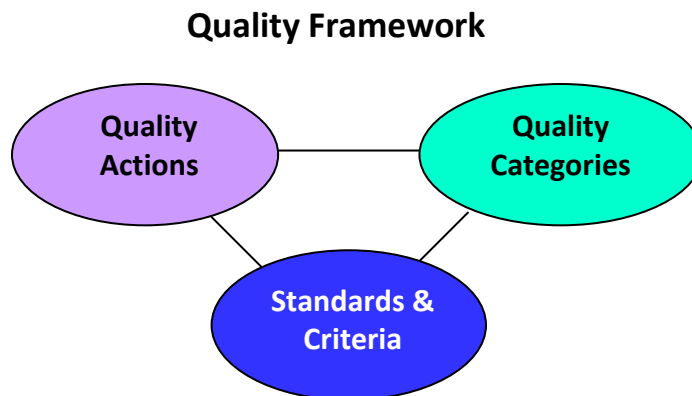 Quality Framework
Quality
Actions
Quality
Categories
Standards &
Criteria